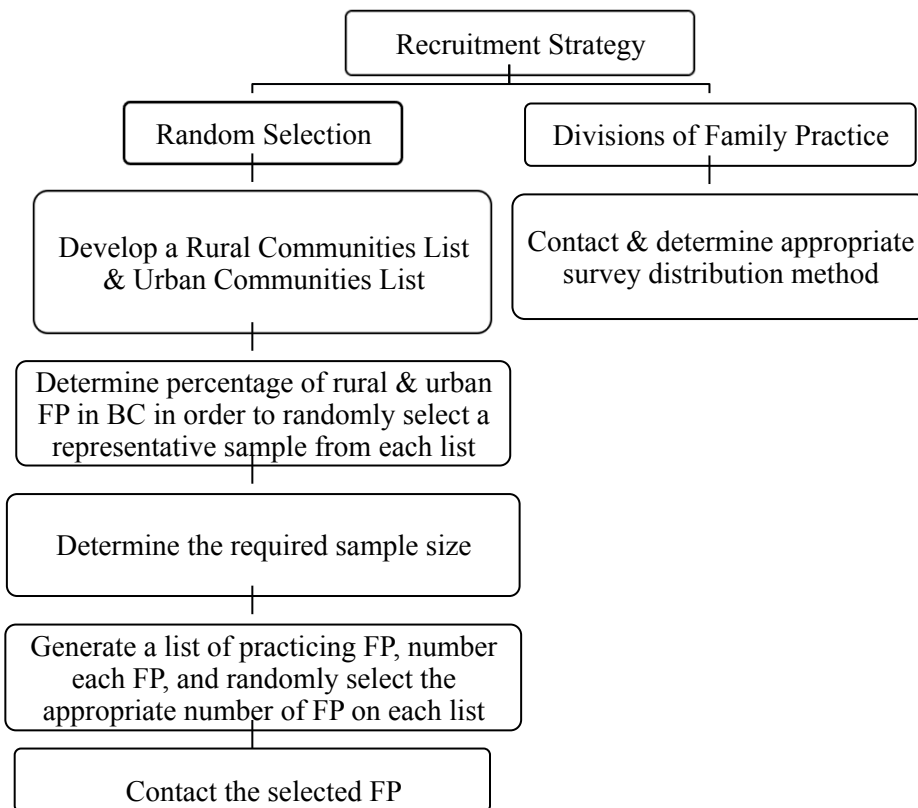 Recruitment Strategy
Random Selection
Divisions of Family Practice
Develop a Rural Communities List
& Urban Communities List
Contact & determine appropriate
survey distribution method
Determine percentage of rural & urban
FP in BC in order to randomly select a
representative sample from each list
Determine the required sample size
Generate a list of practicing FP, number
each FP, and randomly select the
appropriate number of FP on each list
Contact the selected FP